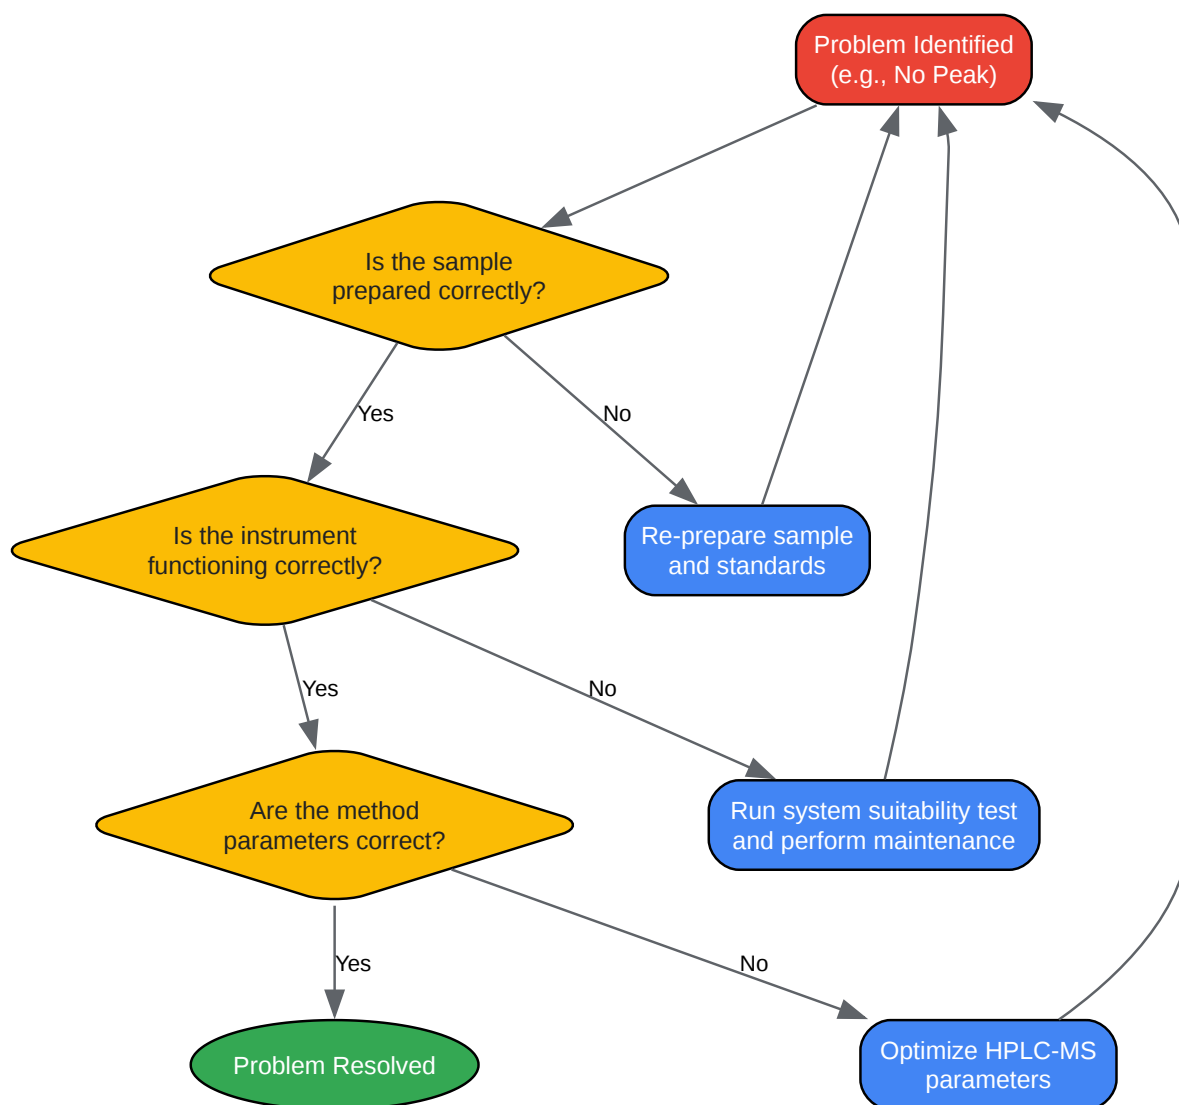 Problem Identified
(e.g., No Peak)
Is the sample
prepared correctly?
Yes
No
Is the instrument
functioning correctly?
Re-prepare sample
and standards
Yes
No
Are the method
parameters correct?
Run system suitability test
and perform maintenance
Yes
No
Problem Resolved
Optimize HPLC-MS
parameters